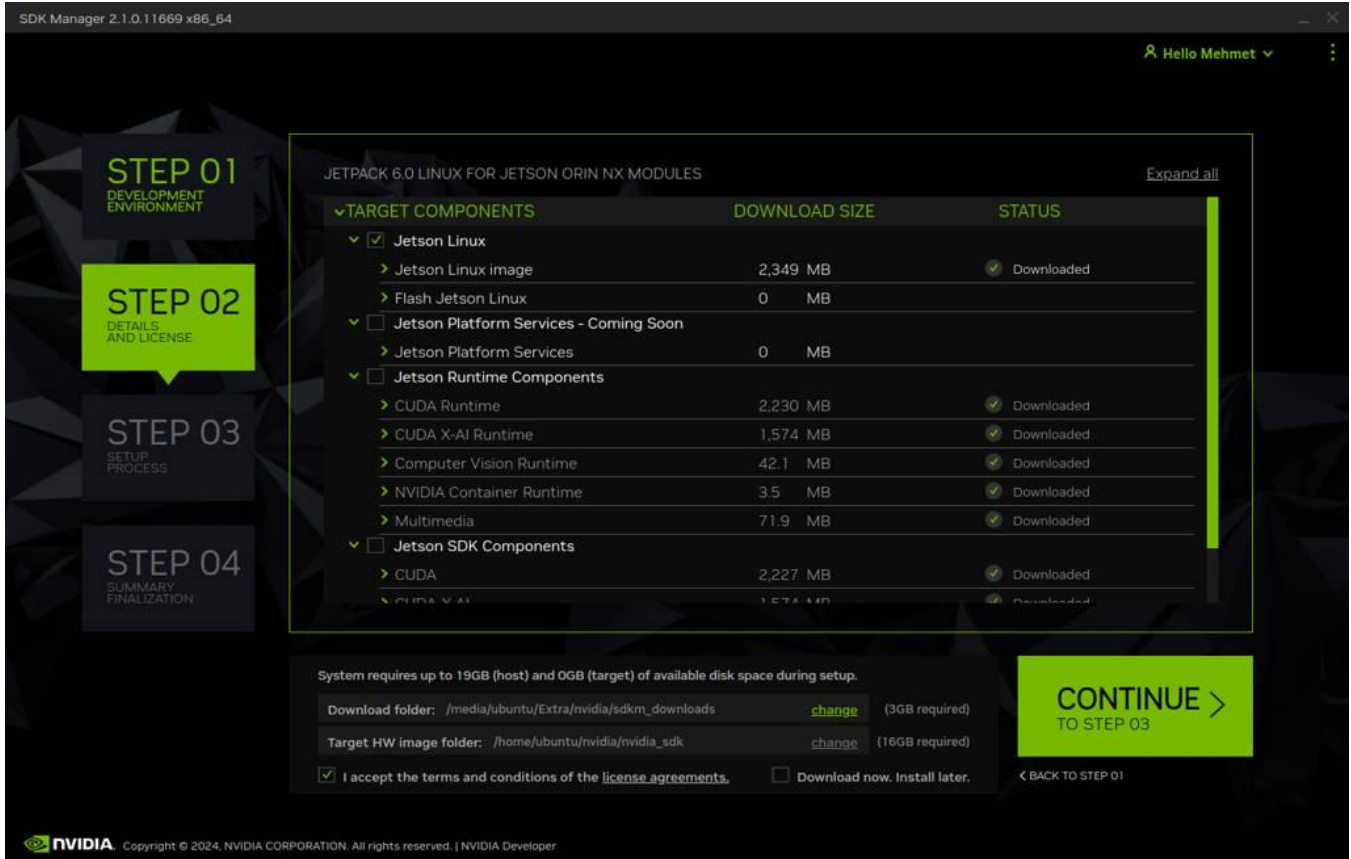 SDK Manager 2.1.0.11669 x86_64
Hello Mehmet
STEP 01
DEVELOPMENT
ENVIRONMENT
STEP 02
DETAILS
AND LICENSE
STEP 03
SETUP
PROCESS
STEP 04
SUMMARY
FINALIZATION
JETPACK 6.0 LINUX FOR JETSON ORIN NX MODULES Expand all
TARGET COMPONENTS DOWNLOAD SIZE STATUS
Jetson Linux
Jetson Linux image 2,349 MB Downloaded
Flash Jetson Linux 0 MB
Jetson Platform Services - Coming Soon
Jetson Platform Services 0 MB
Jetson Runtime Components
CUDA Runtime 2,230 MB Downloaded
CUDA X-AI Runtime 1,574 MB Downloaded
Computer Vision Runtime 42.1 MB Downloaded
NVIDIA Container Runtime 3.5 MB Downloaded
Multimedia 71.9 MB Downloaded
Jetson SDK Components
CUDA 2,227 MB Downloaded
CUDA X-AI 1,574 MB Downloaded
System requires up to 19GB (host) and 0GB (target) of available disk space during setup.
Download folder: /media/ubuntu/Extra/nvidia/sdkm_downloads change (3GB required)
Target HW image folder: /home/ubuntu/nvidia/nvidia_sdk change (16GB required)
I accept the terms and conditions of the license agreements. Download now. Install later.
CONTINUE
TO STEP 03
BACK TO STEP 01
NVIDIA. Copyright © 2024, NVIDIA CORPORATION. All rights reserved. | NVIDIA Developer